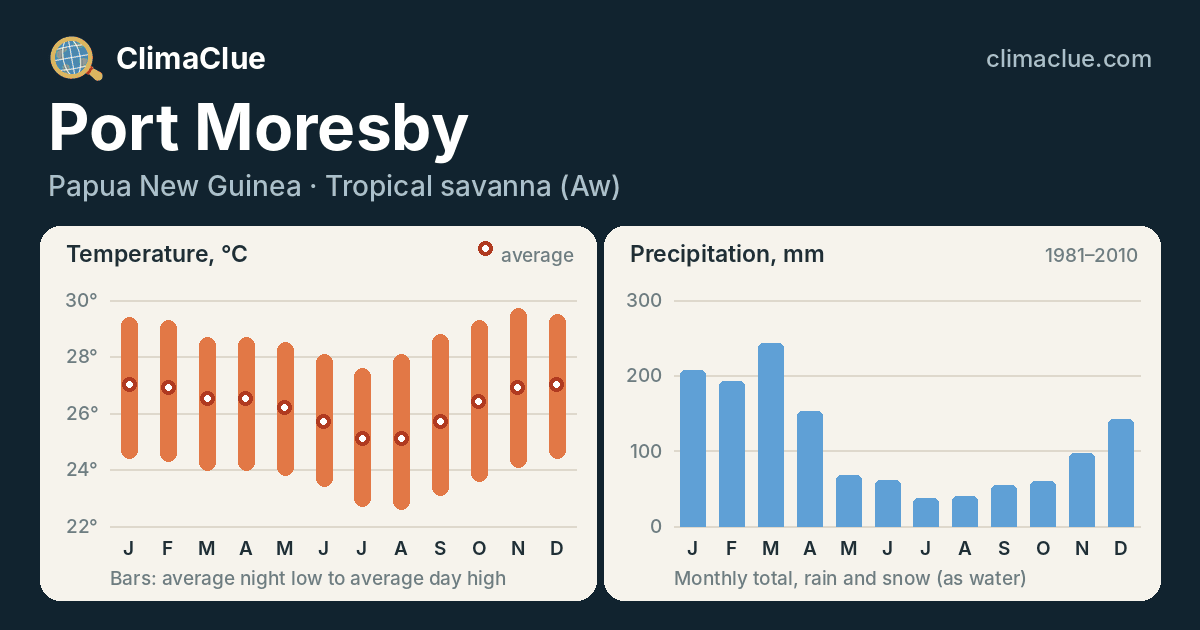 ClimaClue
climaclue.com
Port Moresby
Papua New Guinea · Tropical savanna (Aw)
Temperature, °C
average
30°
28°
26°
24°
22°
J F M A M J J A S O N D
Bars: average night low to average day high
Precipitation, mm
1981–2010
300
200
100
0
J F M A M J J A S O N D
Monthly total, rain and snow (as water)